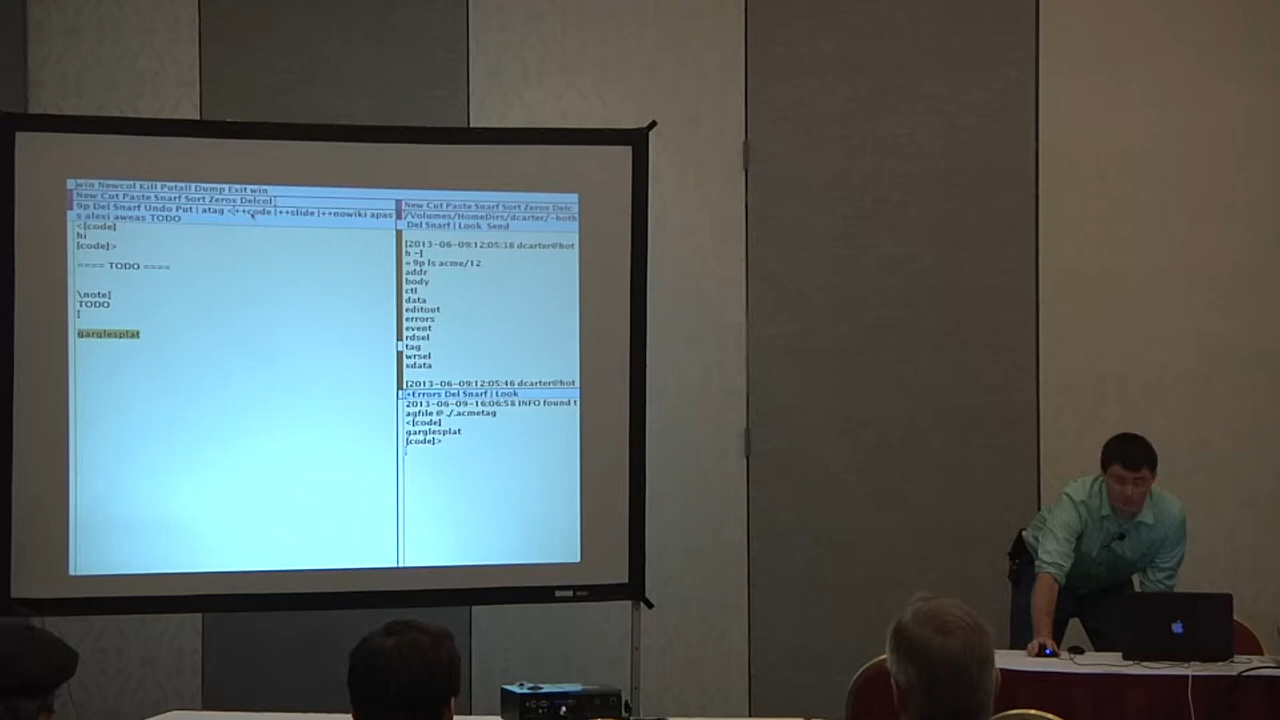 win Newcol Kill Putall Dump Exit win
New Cut Paste Snarf Sort Zerox Delcol
9p Del Snarf Undo Put | atag <|++code |++slide |++nowiki apas
s alexi aweas TODO
<[code]
hi
[code]>
==== TODO ====
\note[
TODO
]
garglesplat
New Cut Paste Snarf Sort Zerox Delc
/Volumes/HomeDirs/dcarter/-hoth
Del Snarf | Look Send
[2013-06-09:12:05:38 dcarter@hot
h ~]
= 9p ls acme/12
addr
body
ctl
data
editout
errors
event
rdsel
tag
wrsel
xdata
[2013-06-09:12:05:46 dcarter@hot
+Errors Del Snarf | Look
2013-06-09-16:06:58 INFO found t
agfile @ ./.acmetag
<[code]
garglesplat
[code]>